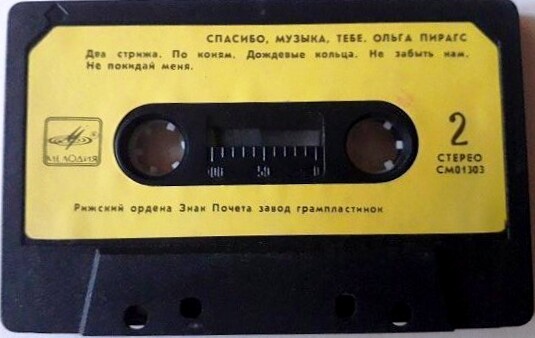 СПАСИБО, МУЗЫКА, ТЕБЕ. ОЛЬГА ПИРАГС
Два стрижа. По коням. Дождевые кольца. Не забыть нам.
Не покидай меня.
МЕЛОДИЯ
2
СТЕРЕО
СМ01303
100 50 0
Рижский ордена Знак Почета завод грампластинок